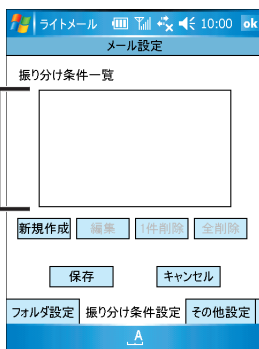 ライトメール 10:00 ok
メール設定
振り分け条件一覧
新規作成 編集 1件削除 全削除
保存 キャンセル
フォルダ設定 振り分け条件設定 その他設定
A